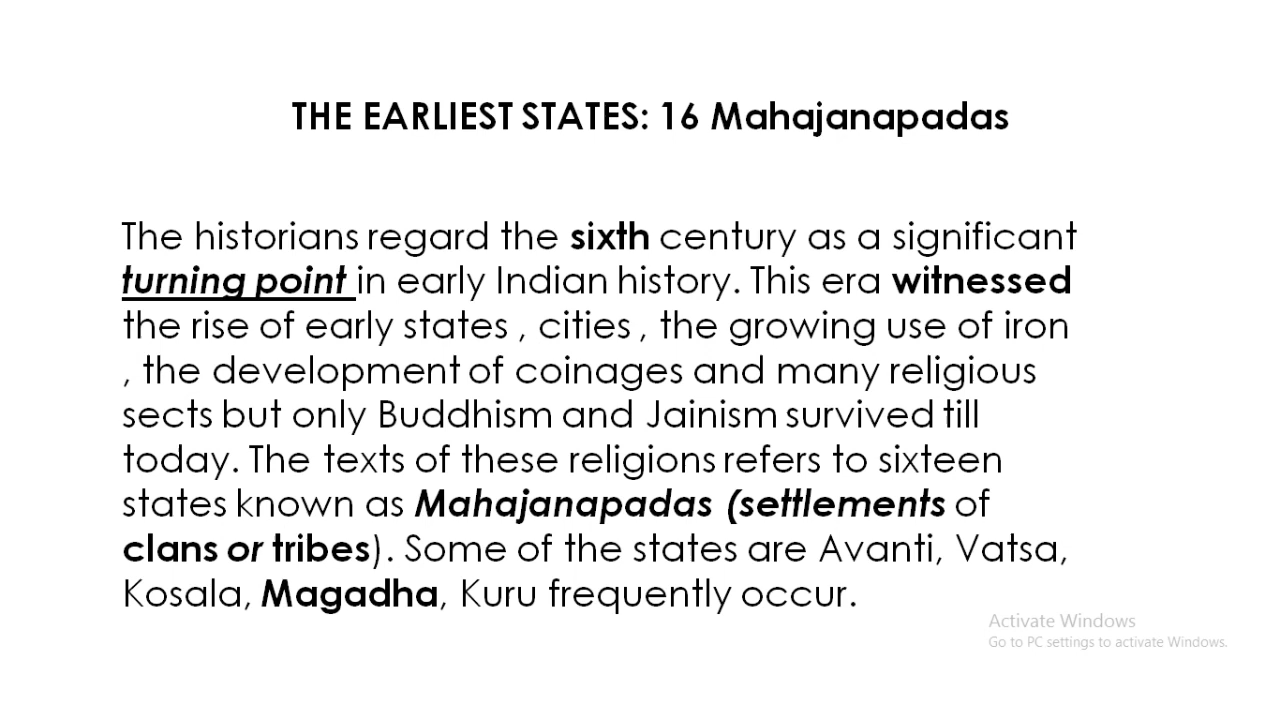 THE EARLIEST STATES: 16 Mahajanapadas
The historians regard the sixth century as a significant
turning point in early Indian history. This era witnessed
the rise of early states , cities , the growing use of iron
, the development of coinages and many religious
sects but only Buddhism and Jainism survived till
today. The texts of these religions refers to sixteen
states known as Mahajanapadas (settlements of
clans or tribes). Some of the states are Avanti, Vatsa,
Kosala, Magadha, Kuru frequently occur.
Activate Windows
Go to PC settings to activate Windows.